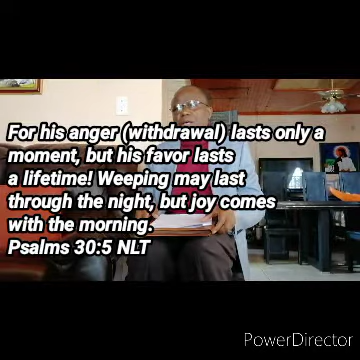 For his anger (withdrawal) lasts only a
moment, but his favor lasts
a lifetime! Weeping may last
through the night, but joy comes
with the morning.
Psalms 30:5 NLT
PowerDirector